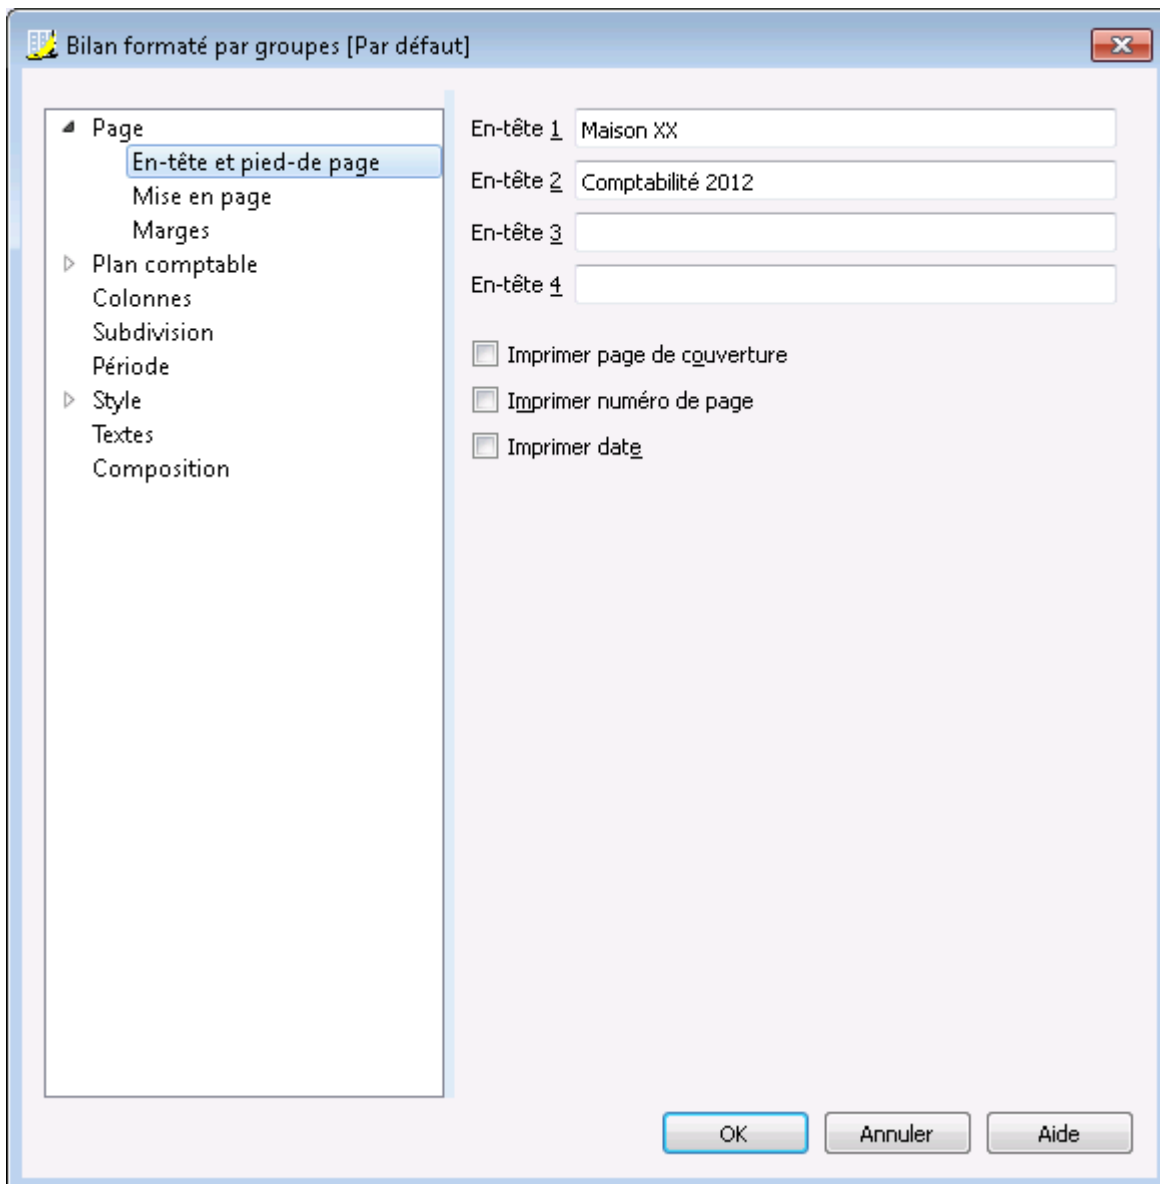 Bilan formaté par groupes [Par défaut]
Page
En-tête et pied-de page
Mise en page
Marges
Plan comptable
Colonnes
Subdivision
Période
Style
Textes
Composition
En-tête 1 Maison XX
En-tête 2 Comptabilité 2012
En-tête 3
En-tête 4
Imprimer page de couverture
Imprimer numéro de page
Imprimer date
OK Annuler Aide